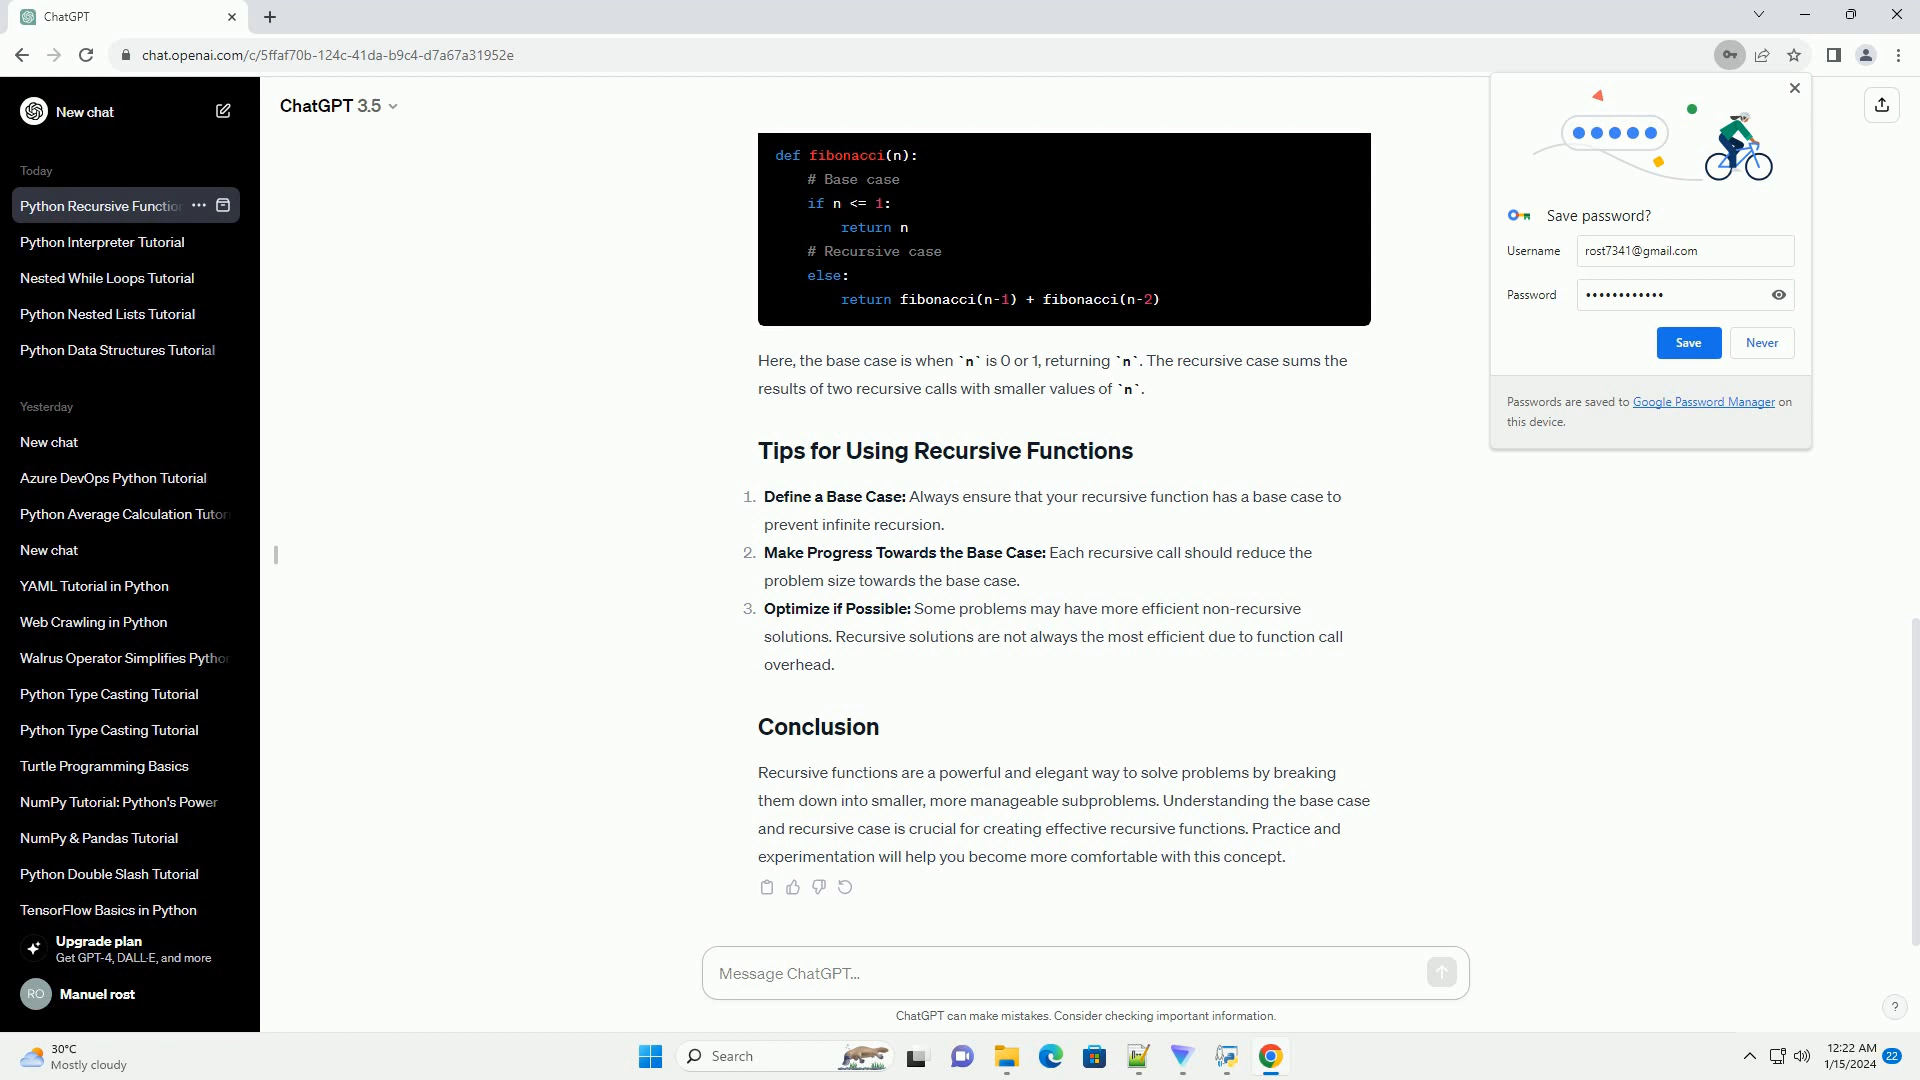 ChatGPT
chat.openai.com/c/5ffaf70b-124c-41da-b9c4-d7a67a31952e
New chat
Today
Python Recursive Functio
Python Interpreter Tutorial
Nested While Loops Tutorial
Python Nested Lists Tutorial
Python Data Structures Tutorial
Yesterday
New chat
Azure DevOps Python Tutorial
Python Average Calculation Tutor
New chat
YAML Tutorial in Python
Web Crawling in Python
Walrus Operator Simplifies Python
Python Type Casting Tutorial
Python Type Casting Tutorial
Turtle Programming Basics
NumPy Tutorial: Python's Power
NumPy & Pandas Tutorial
Python Double Slash Tutorial
TensorFlow Basics in Python
Upgrade plan
Get GPT-4, DALL·E, and more
RO Manuel rost
ChatGPT 3.5
def fibonacci(n):
# Base case
if n <= 1:
return n
# Recursive case
else:
return fibonacci(n-1) + fibonacci(n-2)
Here, the base case is when `n` is 0 or 1, returning `n`. The recursive case sums the
results of two recursive calls with smaller values of `n`.
Tips for Using Recursive Functions
1. Define a Base Case: Always ensure that your recursive function has a base case to
prevent infinite recursion.
2. Make Progress Towards the Base Case: Each recursive call should reduce the
problem size towards the base case.
3. Optimize if Possible: Some problems may have more efficient non-recursive
solutions. Recursive solutions are not always the most efficient due to function call
overhead.
Conclusion
Recursive functions are a powerful and elegant way to solve problems by breaking
them down into smaller, more manageable subproblems. Understanding the base case
and recursive case is crucial for creating effective recursive functions. Practice and
experimentation will help you become more comfortable with this concept.
Message ChatGPT...
ChatGPT can make mistakes. Consider checking important information.
?
Save password?
Username rost7341@gmail.com
Password ••••••••••••
Save Never
Passwords are saved to Google Password Manager on
this device.
30°C
Mostly cloudy
Search
12:22 AM
1/15/2024
22